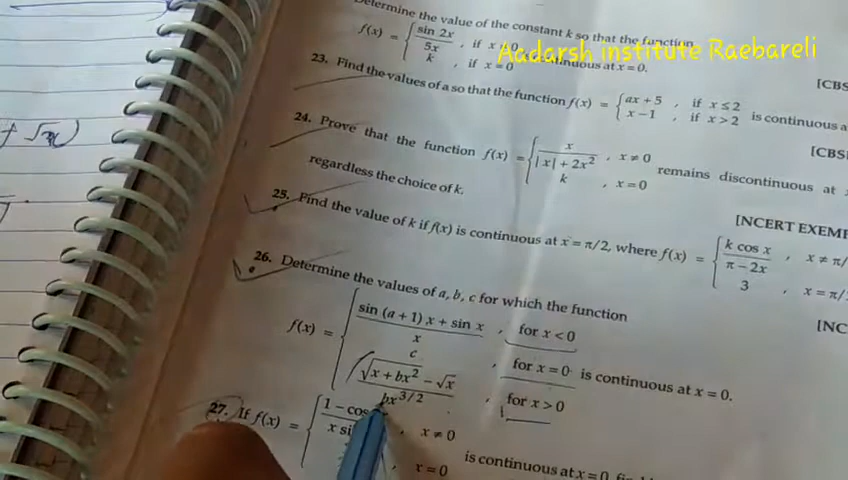 Determine the value of the constant k so that the function
f(x) = { sin 2x / 5x , if x ≠ 0
k , if x = 0 continuous at x = 0.
Aadarsh institute Raebareli
[CBS
23. Find the values of a so that the function f(x) = { ax + 5 , if x ≤ 2
x − 1 , if x > 2 is continuous a
[CBS
24. Prove that the function f(x) = { x / |x| + 2x² , x ≠ 0
k , x = 0 remains discontinuous at
regardless the choice of k.
[NCERT EXEM
25. Find the value of k if f(x) is continuous at x = π/2, where f(x) = { k cos x / π − 2x , x ≠ π/
3 , x = π/
[NC
26. Determine the values of a, b, c for which the function
f(x) = { sin (a + 1) x + sin x / x , for x < 0
c , for x = 0 is continuous at x = 0.
√x + bx² − √x / bx^3/2 , for x > 0
27. If f(x) = { 1 − cos
x si , x ≠ 0
, x = 0 is continuous at x = 0,